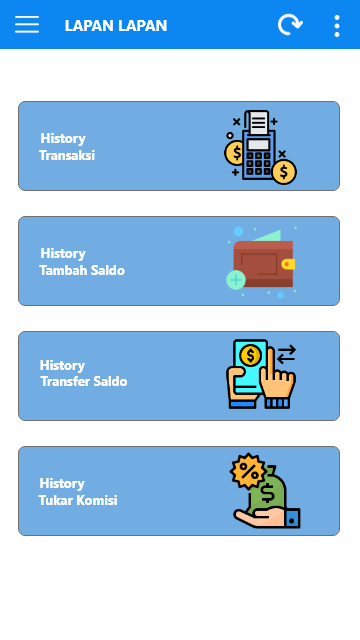 LAPAN LAPAN
History
Transaksi
History
Tambah Saldo
History
Transfer Saldo
History
Tukar Komisi